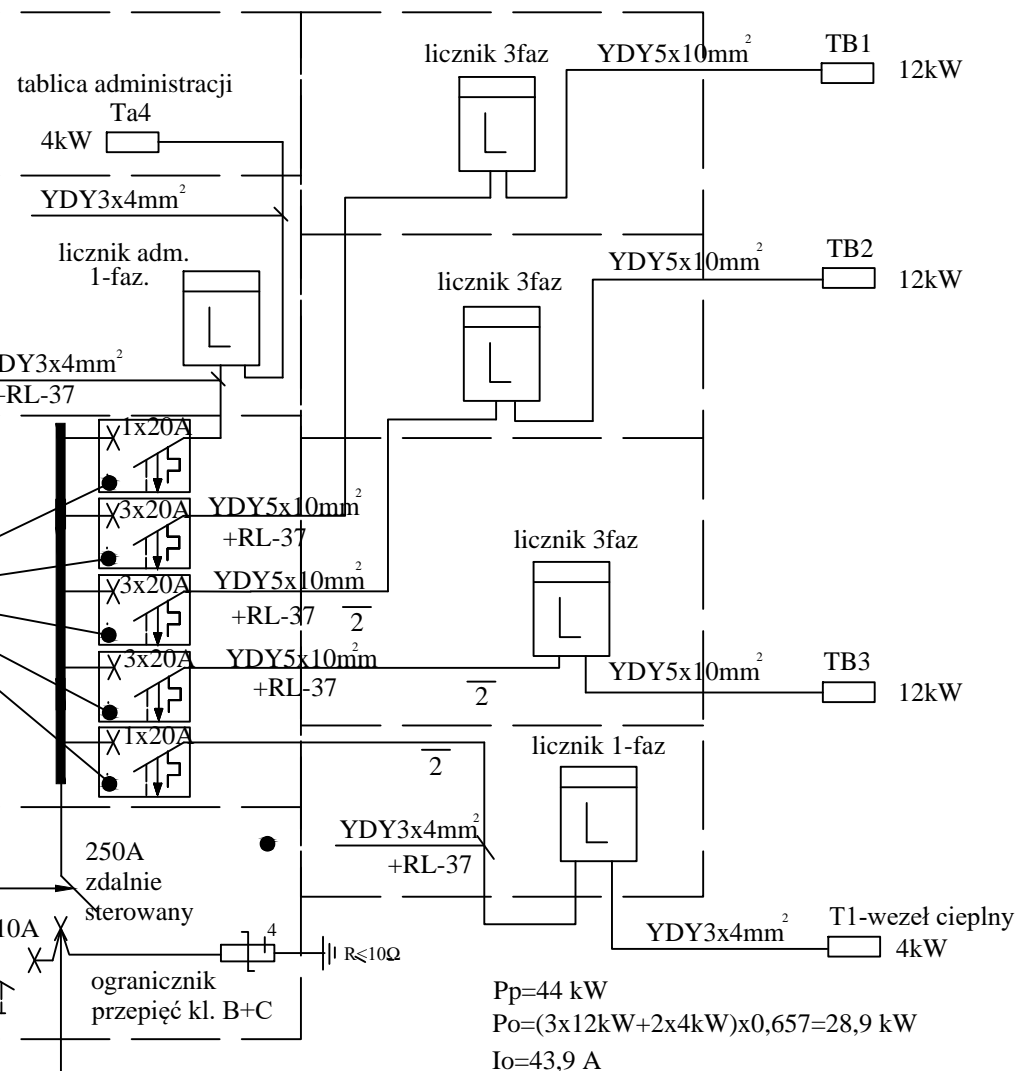 licznik 3faz
YDY5x10mm²
TB1
12kW
tablica administracji
Ta4
4kW
YDY3x4mm²
licznik adm.
1-faz.
licznik 3faz
YDY5x10mm²
TB2
12kW
DY3x4mm²
+RL-37
1x20A
3x20A
YDY5x10mm²
+RL-37
3x20A
YDY5x10mm²
+RL-37
2
3x20A
YDY5x10mm
+RL-37
2
licznik 3faz
YDY5x10mm²
TB3
12kW
1x20A
2
licznik 1-faz
YDY3x4mm²
+RL-37
250A
zdalnie
sterowany
10A
4
R≤10Ω
ogranicznik
przepięć kl. B+C
YDY3x4mm²
T1-wezeł cieplny
4kW
Pp=44 kW
Po=(3x12kW+2x4kW)x0,657=28,9 kW
Io=43,9 A